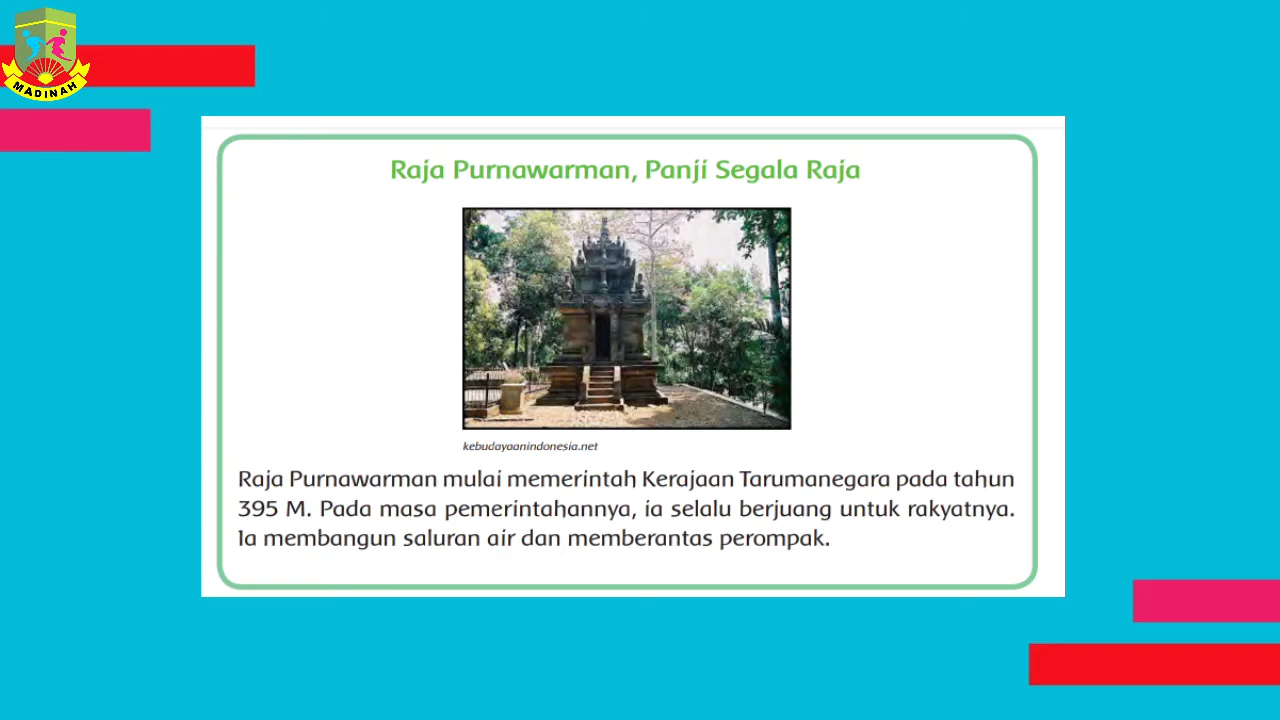 MADINAH
Raja Purnawarman, Panji Segala Raja
kebudayaanindonesia.net
Raja Purnawarman mulai memerintah Kerajaan Tarumanegara pada tahun
395 M. Pada masa pemerintahannya, ia selalu berjuang untuk rakyatnya.
Ia membangun saluran air dan memberantas perompak.